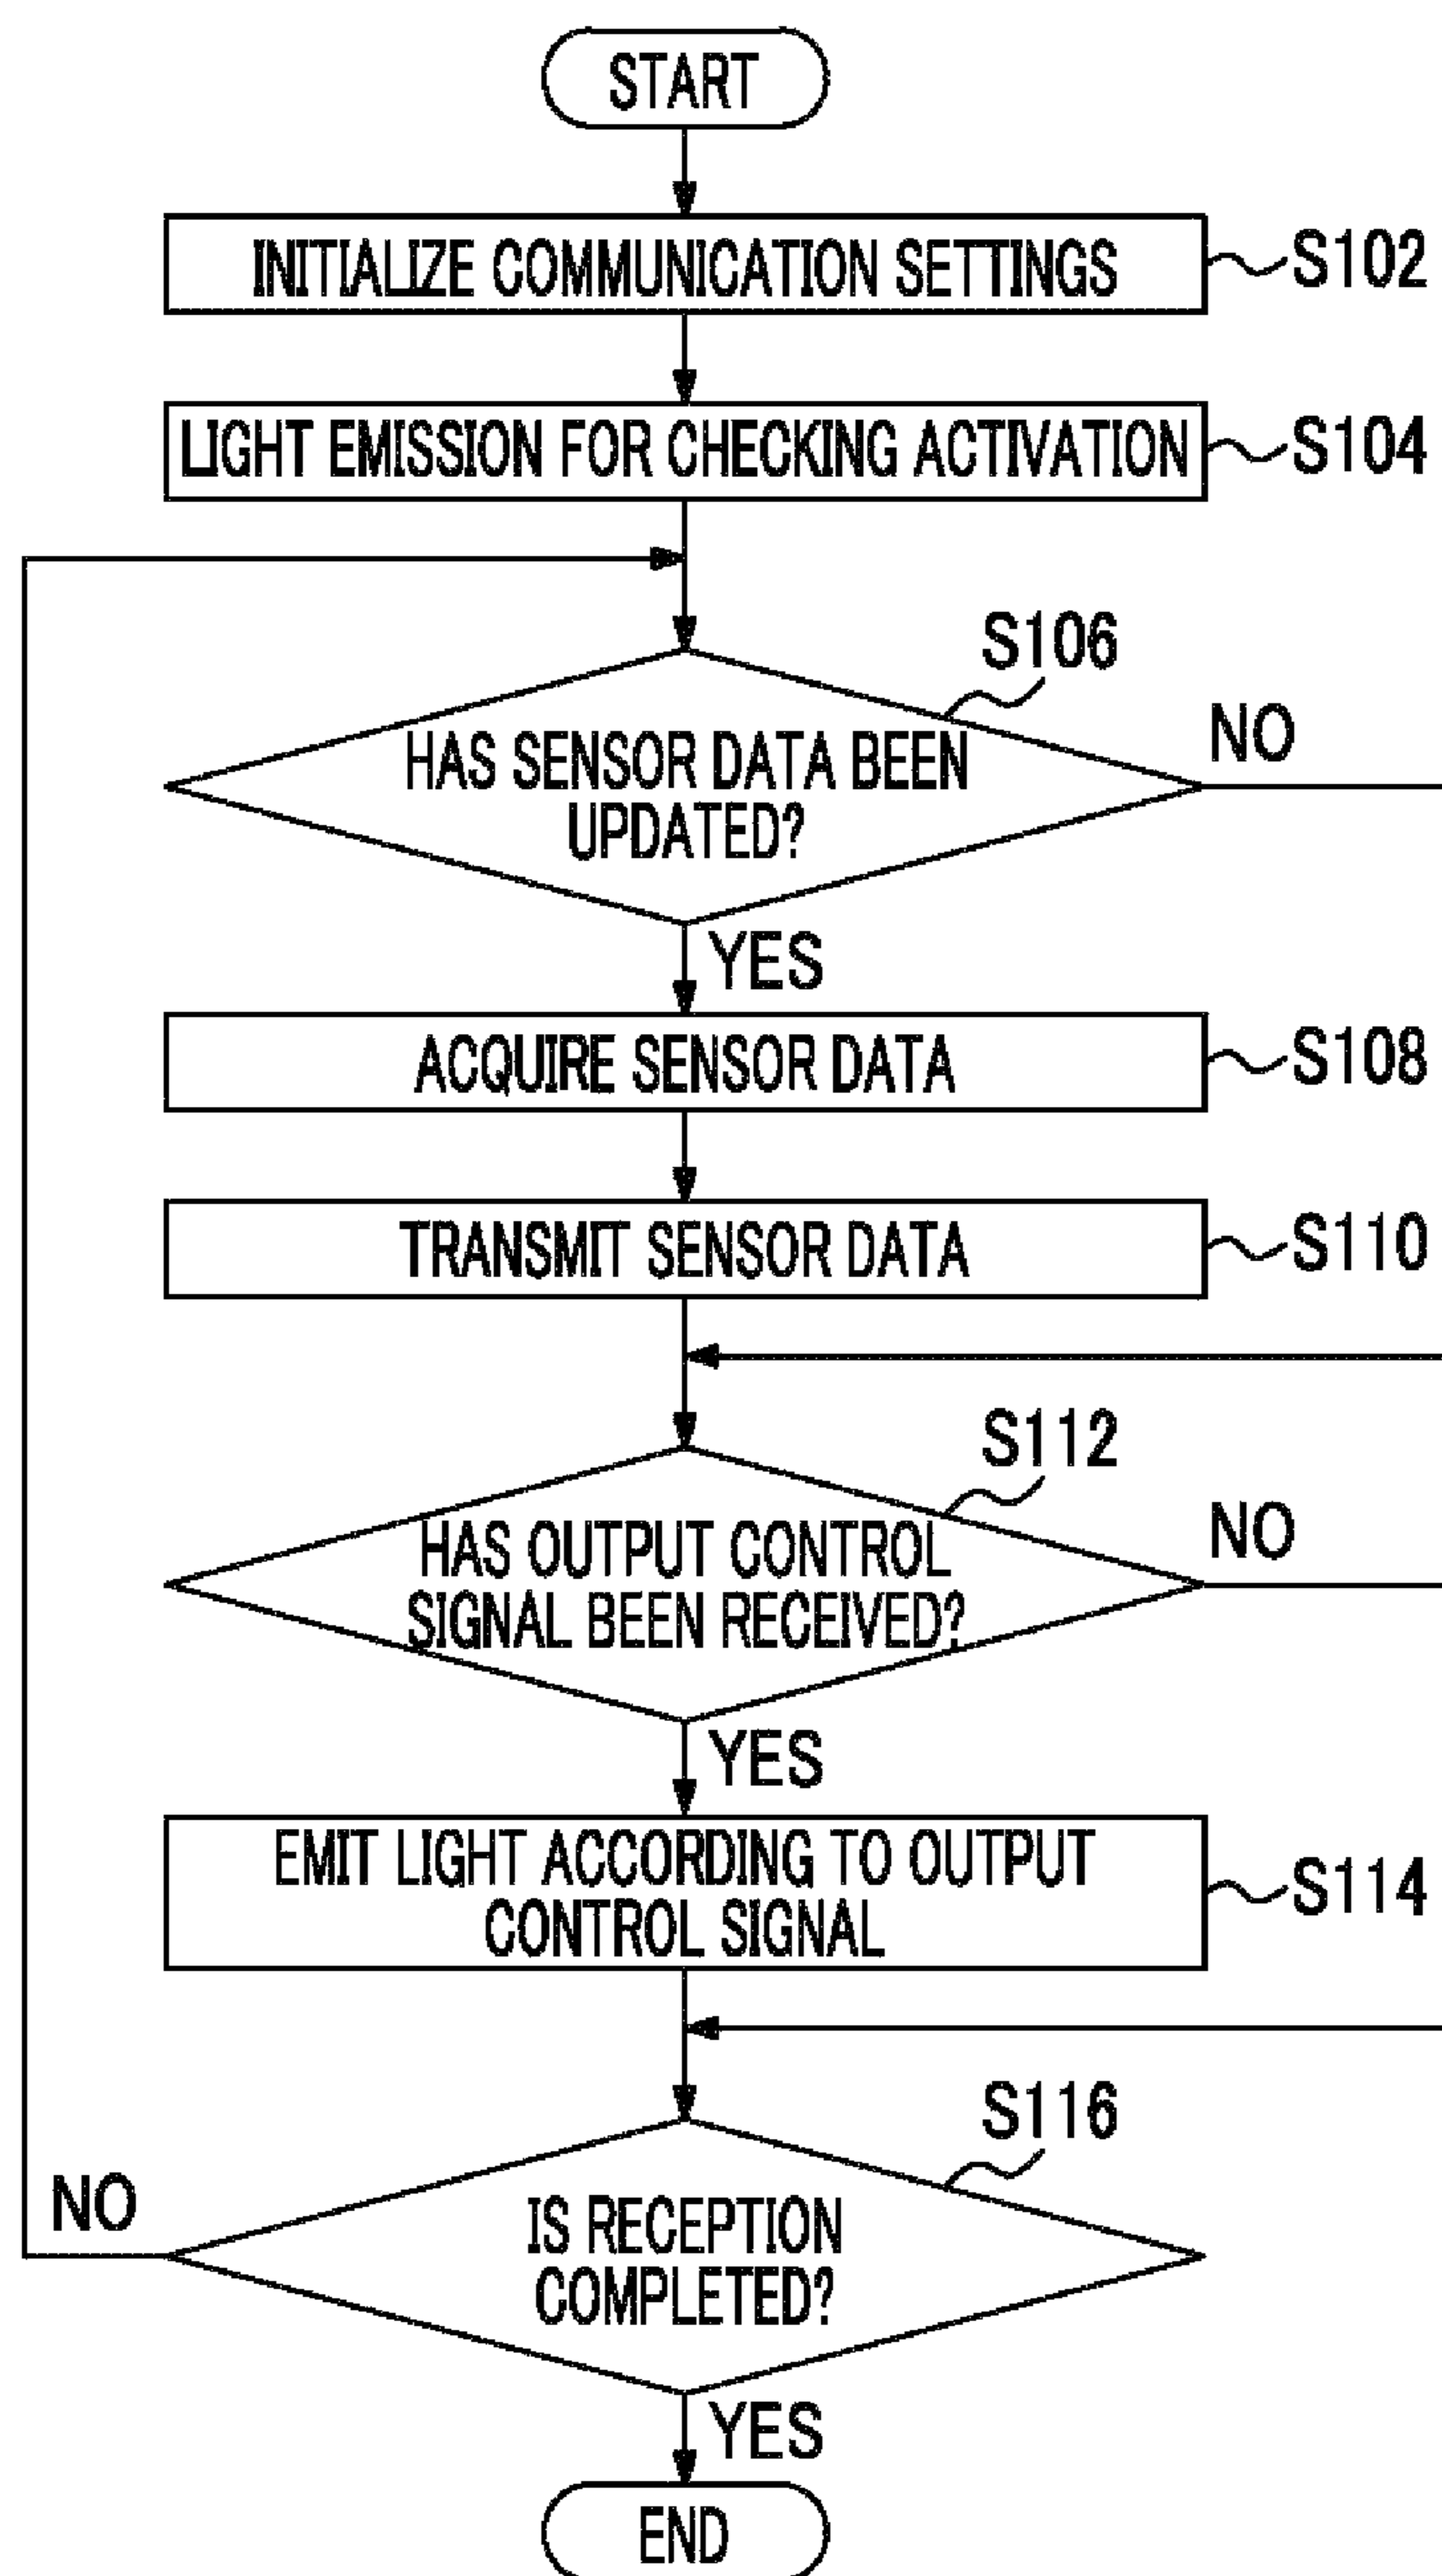 START
INITIALIZE COMMUNICATION SETTINGS
S102
LIGHT EMISSION FOR CHECKING ACTIVATION
S104
S106
NO
HAS SENSOR DATA BEEN
UPDATED?
YES
ACQUIRE SENSOR DATA
S108
TRANSMIT SENSOR DATA
S110
S112
NO
HAS OUTPUT CONTROL
SIGNAL BEEN RECEIVED?
YES
EMIT LIGHT ACCORDING TO OUTPUT
CONTROL SIGNAL
S114
S116
NO
IS RECEPTION
COMPLETED?
YES
END